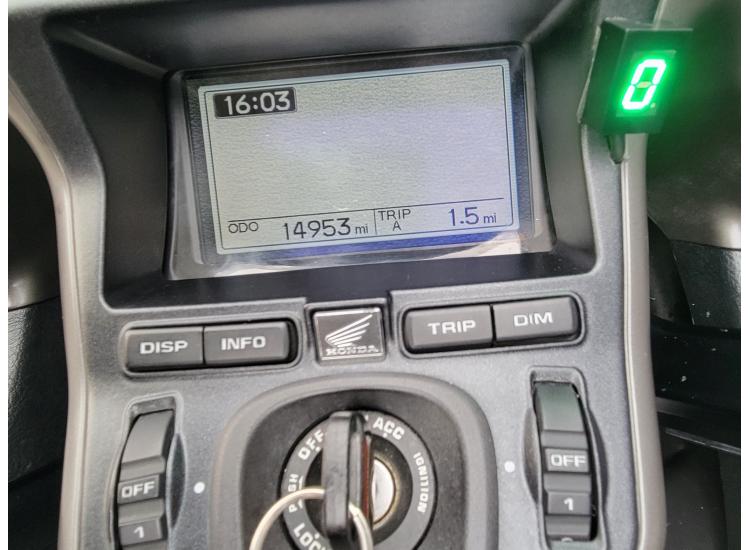 16:03
0
ODO 14953 mi TRIP A 1.5 mi
DISP INFO
HONDA
TRIP DIM
OFF ACC IGNITION
PUSH
LOCK
OFF
1
OFF
1